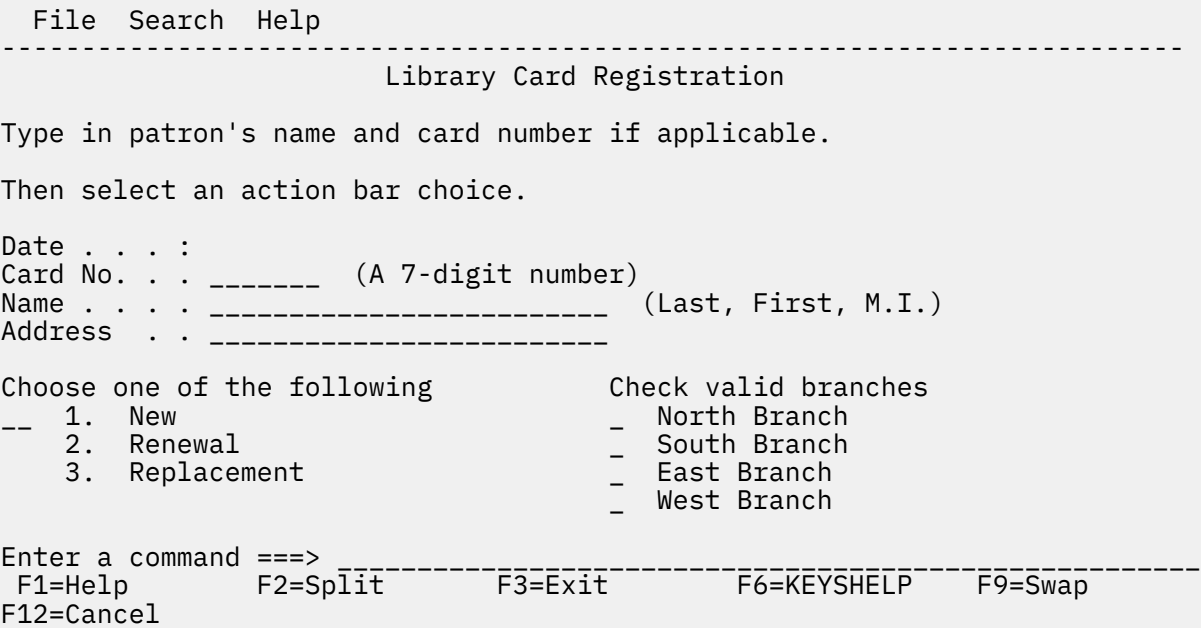 File  Search  Help
--------------------------------------------------------------------------
Library Card Registration
Type in patron's name and card number if applicable.
Then select an action bar choice.
Date . . . :
Card No. . . _______  (A 7-digit number)
Name . . . . _________________________  (Last, First, M.I.)
Address  . . _________________________
Choose one of the following            Check valid branches
__  1.  New                            _  North Branch
    2.  Renewal                        _  South Branch
    3.  Replacement                    _  East Branch
                                       _  West Branch
Enter a command ===> ______________________________________________________
 F1=Help        F2=Split       F3=Exit        F6=KEYSHELP    F9=Swap
F12=Cancel